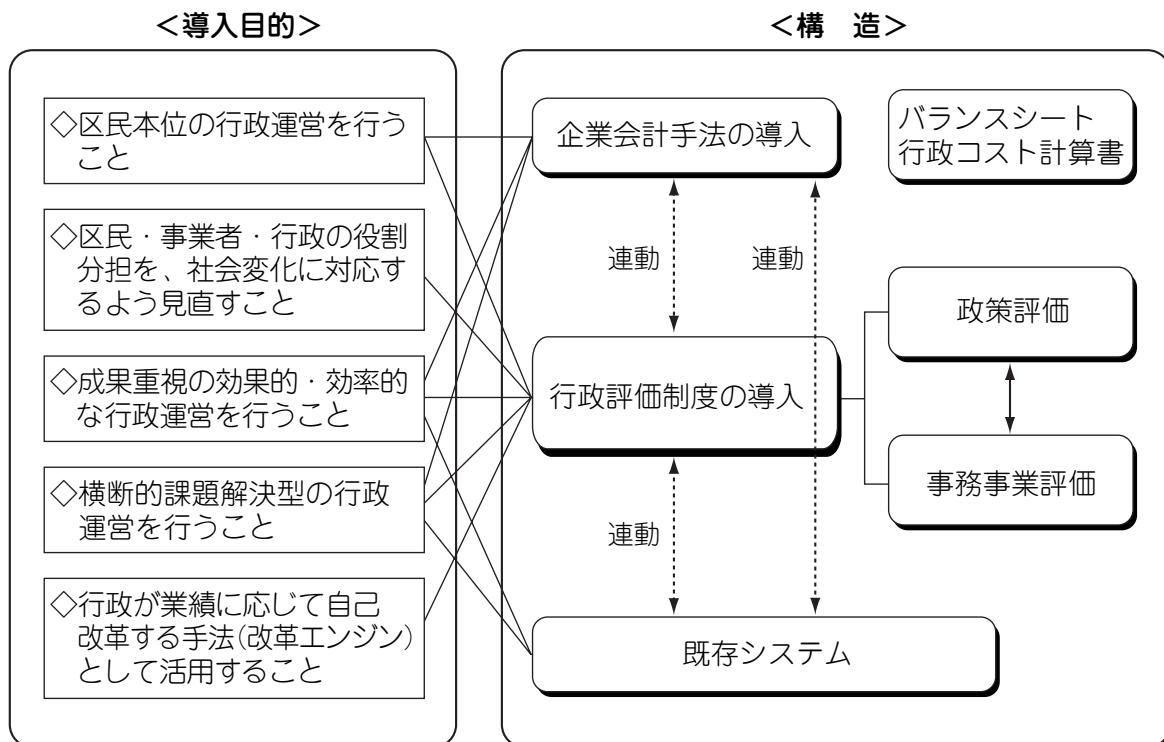 ＜導入目的＞
◇区民本位の行政運営を行う
こと
◇区民・事業者・行政の役割
分担を、社会変化に対応す
るよう見直すこと
◇成果重視の効果的・効率的
な行政運営を行うこと
◇横断的課題解決型の行政
運営を行うこと
◇行政が業績に応じて自己
改革する手法(改革エンジン)
として活用すること
＜構　造＞
企業会計手法の導入
バランスシート
行政コスト計算書
連動
連動
行政評価制度の導入
政策評価
事務事業評価
連動
既存システム